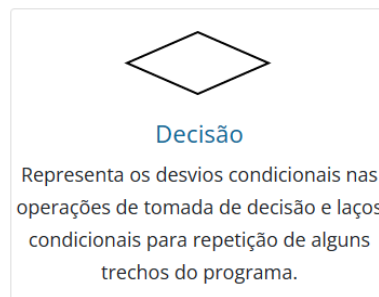 Decisão
Representa os desvios condicionais nas
operações de tomada de decisão e laços
condicionais para repetição de alguns
trechos do programa.